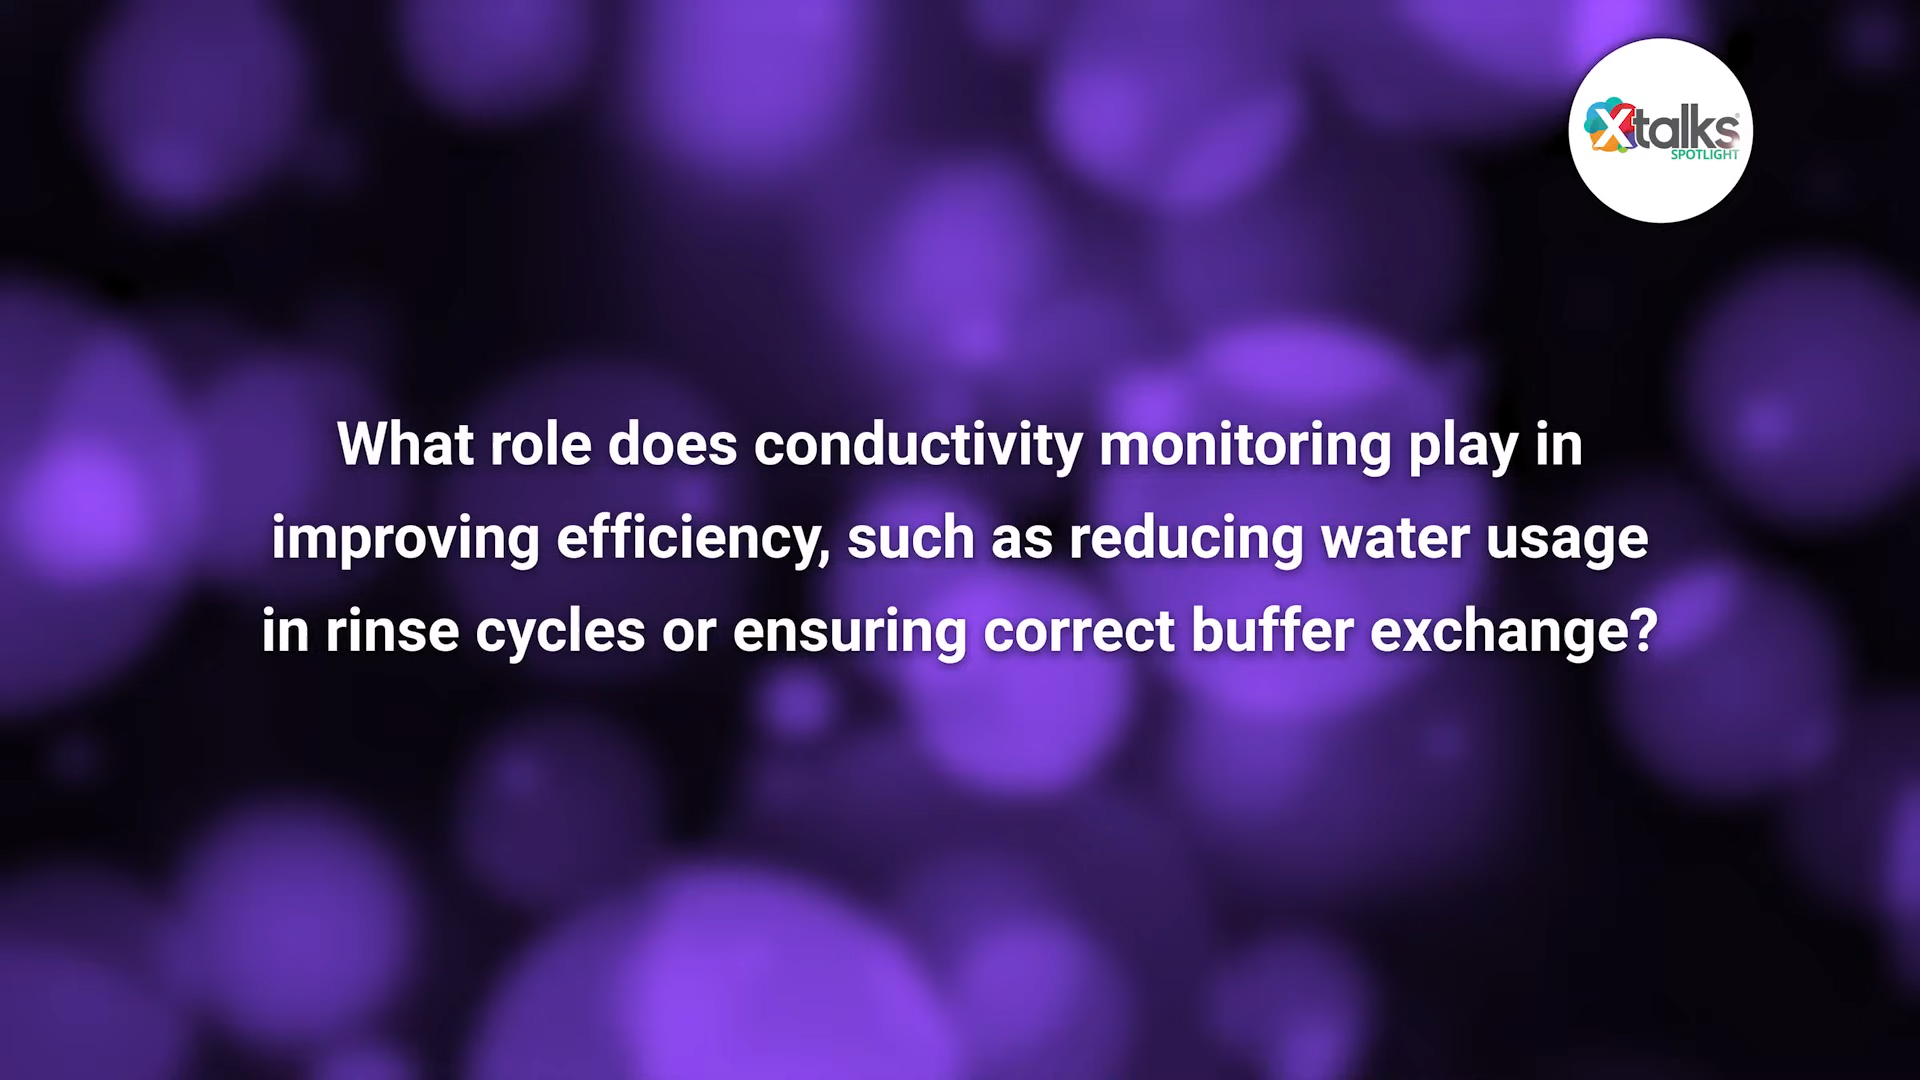 Xtalks
SPOTLIGHT
What role does conductivity monitoring play in
improving efficiency, such as reducing water usage
in rinse cycles or ensuring correct buffer exchange?